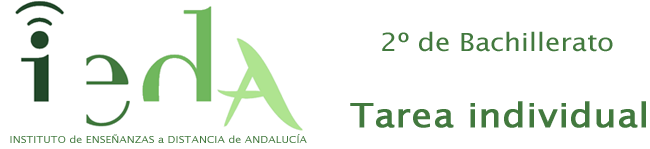 iedA
INSTITUTO de ENSEÑANZAS a DISTANCIA de ANDALUCÍA
2º de Bachillerato
Tarea individual